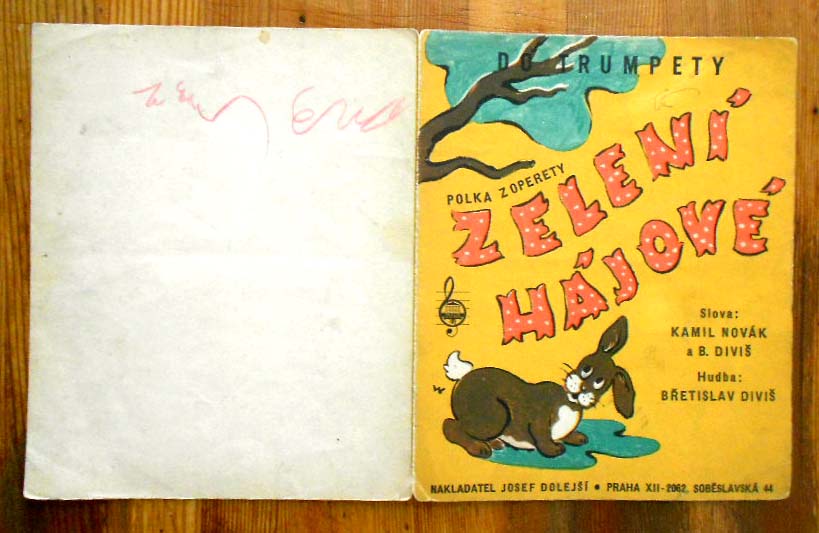 DO TRUMPETY
POLKA Z OPERETY
ZELENÍ
HÁJOVÉ
Slova:
KAMIL NOVÁK
a B. DIVIŠ
Hudba:
BŘETISLAV DIVIŠ
NAKLADATEL JOSEF DOLEJŠÍ • PRAHA XII-2062, SOBĚSLAVSKÁ 44